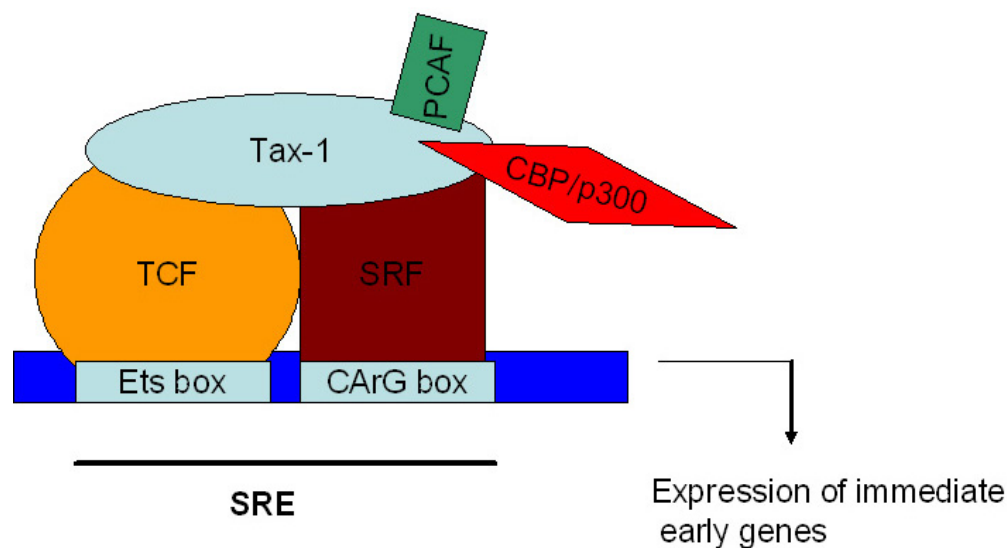 PCAF
Tax-1
CBP/p300
TCF
SRF
Ets box
CArG box
SRE
Expression of immediate
early genes